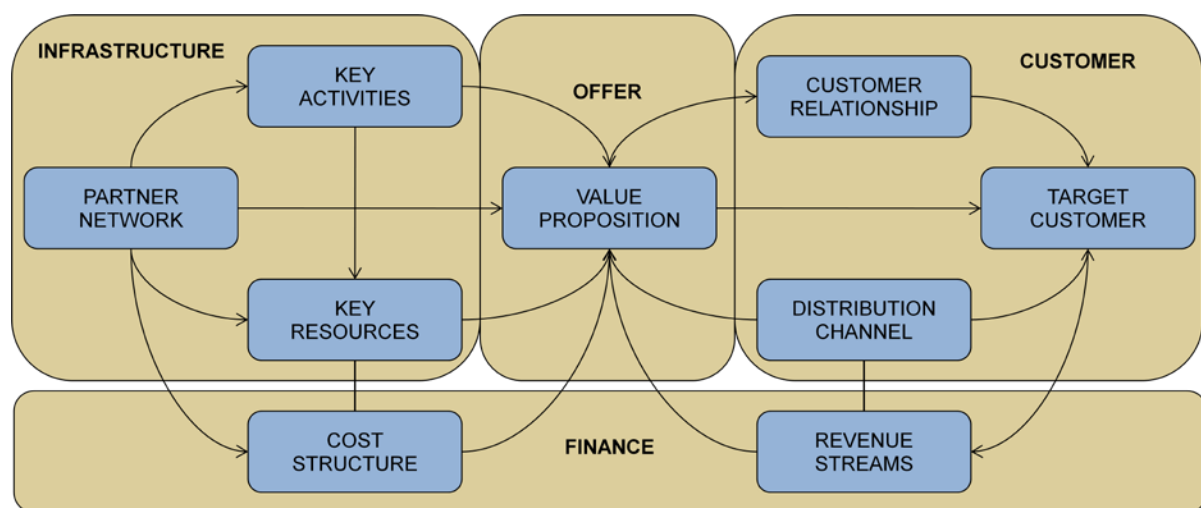 INFRASTRUCTURE
KEY
ACTIVITIES
PARTNER
NETWORK
KEY
RESOURCES
OFFER
VALUE
PROPOSITION
CUSTOMER
CUSTOMER
RELATIONSHIP
TARGET
CUSTOMER
DISTRIBUTION
CHANNEL
COST
STRUCTURE
FINANCE
REVENUE
STREAMS